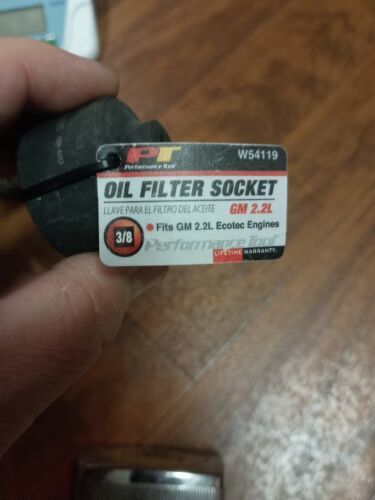 PT
Performance Tool
W54119
OIL FILTER SOCKET
LLAVE PARA EL FILTRO DEL ACEITE
GM 2.2L
3/8
Fits GM 2.2L Ecotec Engines
Performance Tool
LIFETIME WARRANTY.